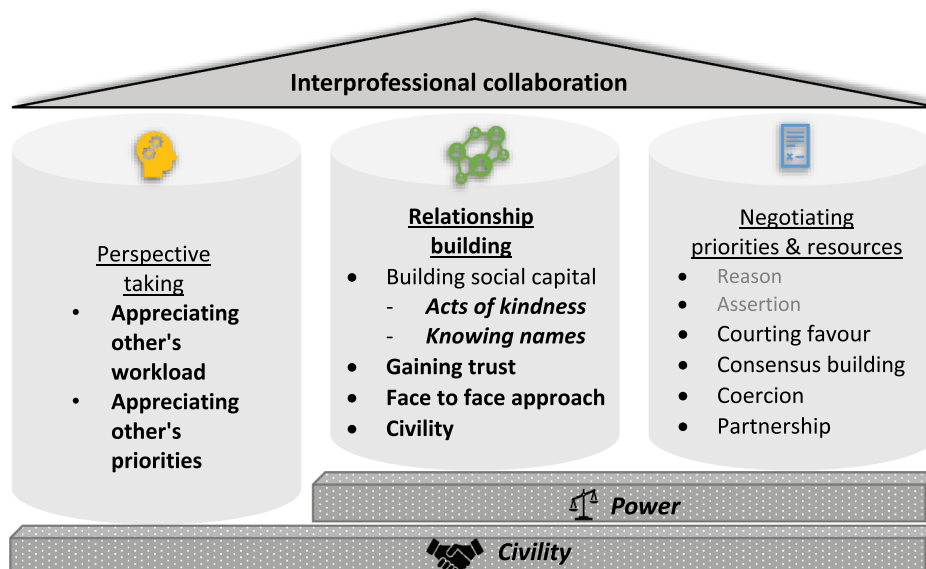 Interprofessional collaboration
Perspective
taking
• Appreciating
other's
workload
• Appreciating
other's
priorities
Relationship
building
• Building social capital
- Acts of kindness
- Knowing names
• Gaining trust
• Face to face approach
• Civility
Negotiating
priorities & resources
• Reason
• Assertion
• Courting favour
• Consensus building
• Coercion
• Partnership
Power
Civility